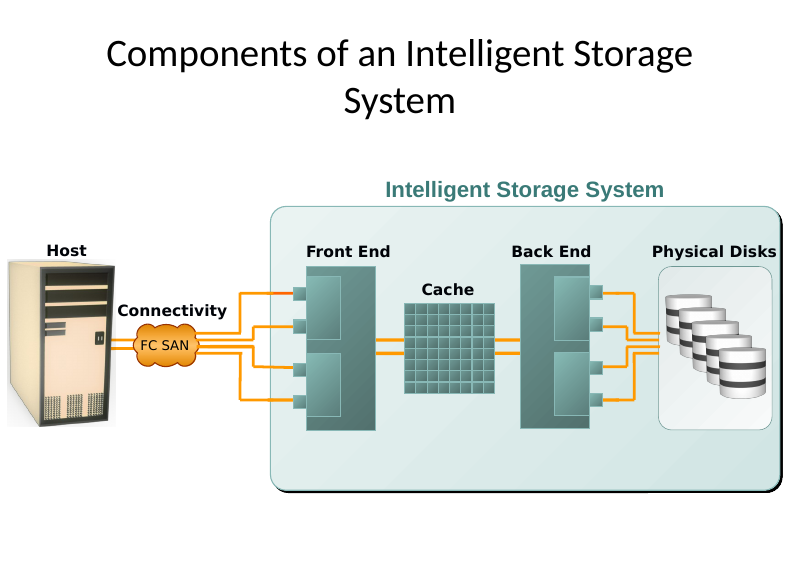 Components of an Intelligent Storage
System
Intelligent Storage System
Host
Front End
Back End
Physical Disks
Cache
Connectivity
FC SAN